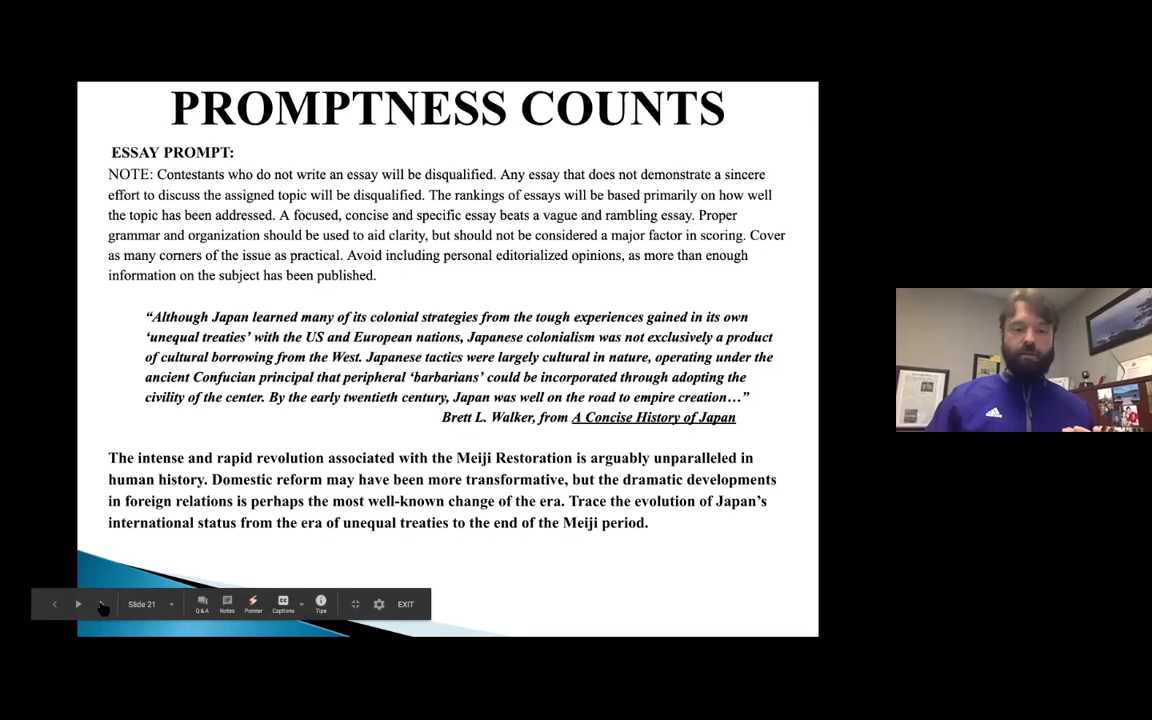 PROMPTNESS COUNTS
ESSAY PROMPT:
NOTE: Contestants who do not write an essay will be disqualified. Any essay that does not demonstrate a sincere
effort to discuss the assigned topic will be disqualified. The rankings of essays will be based primarily on how well
the topic has been addressed. A focused, concise and specific essay beats a vague and rambling essay. Proper
grammar and organization should be used to aid clarity, but should not be considered a major factor in scoring. Cover
as many corners of the issue as practical. Avoid including personal editorialized opinions, as more than enough
information on the subject has been published.
“Although Japan learned many of its colonial strategies from the tough experiences gained in its own
‘unequal treaties’ with the US and European nations, Japanese colonialism was not exclusively a product
of cultural borrowing from the West. Japanese tactics were largely cultural in nature, operating under the
ancient Confucian principal that peripheral ‘barbarians’ could be incorporated through adopting the
civility of the center. By the early twentieth century, Japan was well on the road to empire creation…”
Brett L. Walker, from A Concise History of Japan
The intense and rapid revolution associated with the Meiji Restoration is arguably unparalleled in
human history. Domestic reform may have been more transformative, but the dramatic developments
in foreign relations is perhaps the most well-known change of the era. Trace the evolution of Japan’s
international status from the era of unequal treaties to the end of the Meiji period.
Slide 21
Q & A
Notes
Pointer
CC
Captions
Tips
EXIT